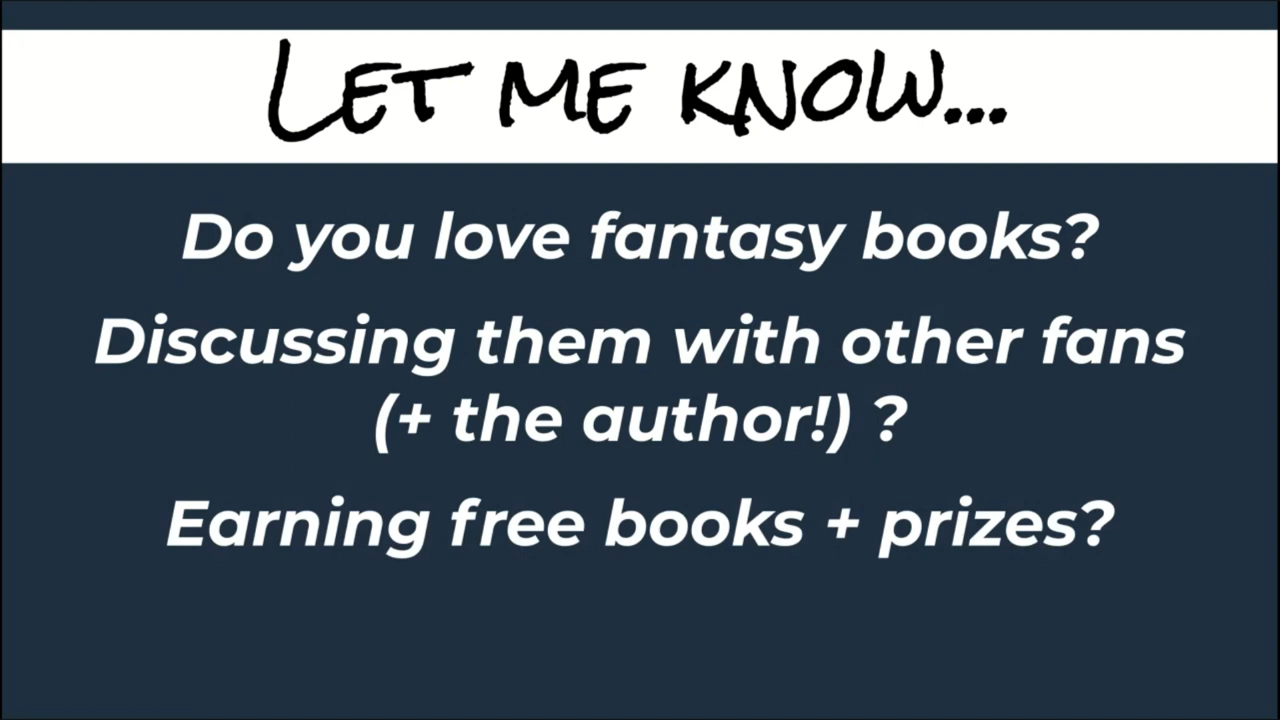 LET ME KNOW...
Do you love fantasy books?
Discussing them with other fans
(+ the author!) ?
Earning free books + prizes?